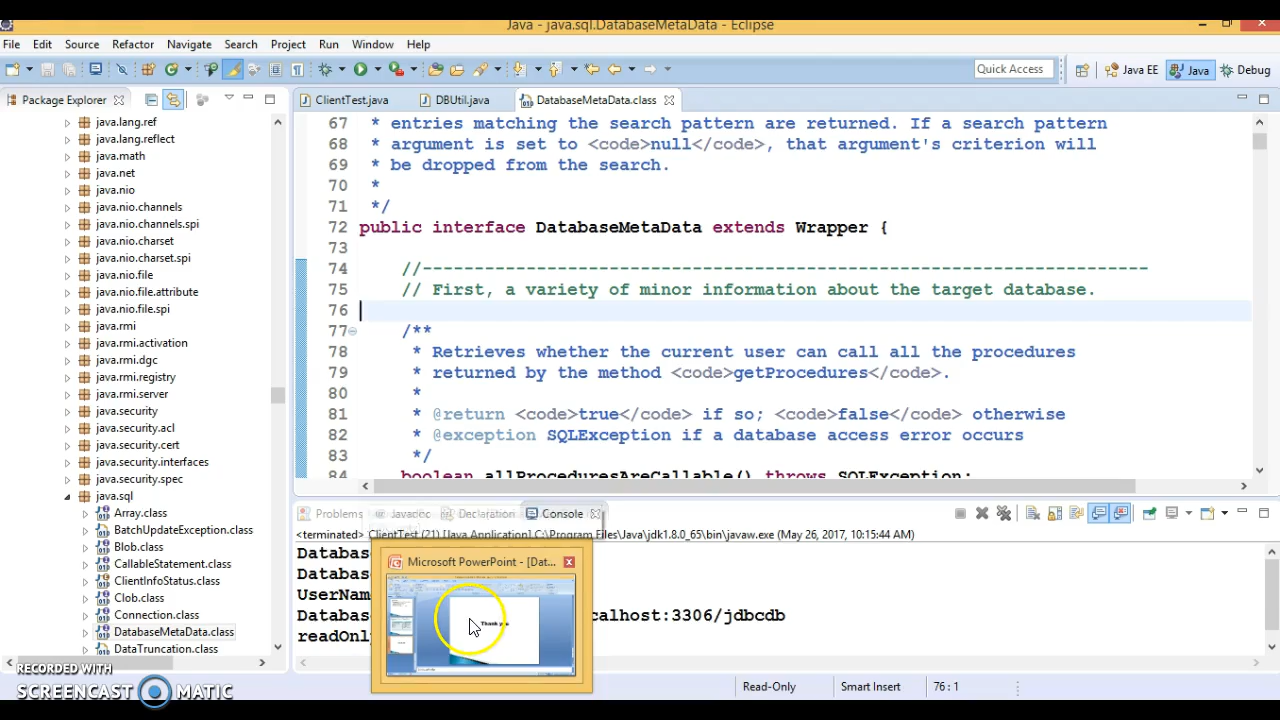 Java - java.sql.DatabaseMetaData - Eclipse
File Edit Source Refactor Navigate Search Project Run Window Help
Quick Access Java EE Java Debug
Package Explorer
java.lang.ref
java.lang.reflect
java.math
java.net
java.nio
java.nio.channels
java.nio.channels.spi
java.nio.charset
java.nio.charset.spi
java.nio.file
java.nio.file.attribute
java.nio.file.spi
java.rmi
java.rmi.activation
java.rmi.dgc
java.rmi.registry
java.rmi.server
java.security
java.security.acl
java.security.cert
java.security.interfaces
java.security.spec
java.sql
Array.class
BatchUpdateException.class
Blob.class
CallableStatement.class
ClientInfoStatus.class
Clob.class
Connection.class
DatabaseMetaData.class
DataTruncation.class
ClientTest.java DBUtil.java DatabaseMetaData.class
67 * entries matching the search pattern are returned. If a search pattern
68 * argument is set to <code>null</code>, that argument's criterion will
69 * be dropped from the search.
70 *
71 */
72 public interface DatabaseMetaData extends Wrapper {
73
74 //----------------------------------------------------------------------
75 // First, a variety of minor information about the target database.
76
77 /**
78 * Retrieves whether the current user can call all the procedures
79 * returned by the method <code>getProcedures</code>.
80 *
81 * @return <code>true</code> if so; <code>false</code> otherwise
82 * @exception SQLException if a database access error occurs
83 */
84 boolean allProceduresAreCallable() throws SQLException;
Problems Javadoc Declaration Console
<terminated> ClientTest (21) [Java Application] C:\Program Files\Java\jdk1.8.0_65\bin\javaw.exe (May 26, 2017, 10:15:44 AM)
Databas
Databas
UserNam
Databas calhost:3306/jdbcdb
readOnly
Microsoft PowerPoint - [Dat...
Thank you
Read-Only Smart Insert 76 : 1
RECORDED WITH
SCREENCAST MATIC